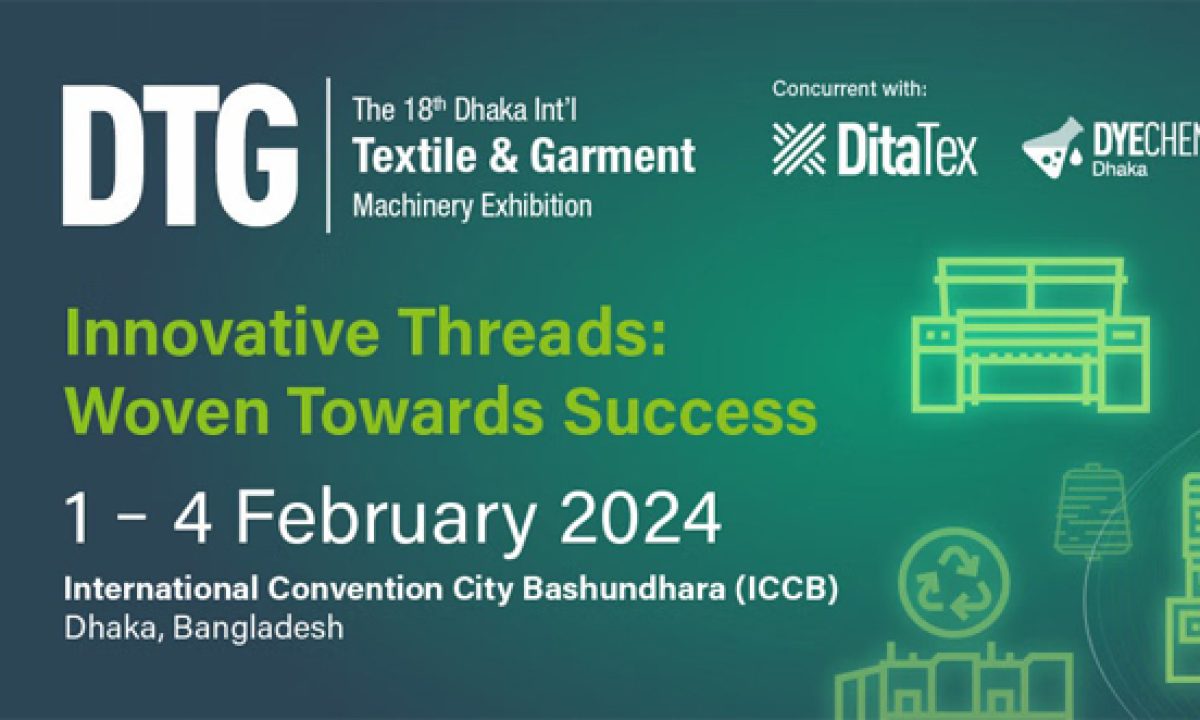 DTG
The 18th Dhaka Int'l
Textile & Garment
Machinery Exhibition
Concurrent with:
DitaTex
DYECHEM
Dhaka
Innovative Threads:
Woven Towards Success
1 – 4 February 2024
International Convention City Bashundhara (ICCB)
Dhaka, Bangladesh